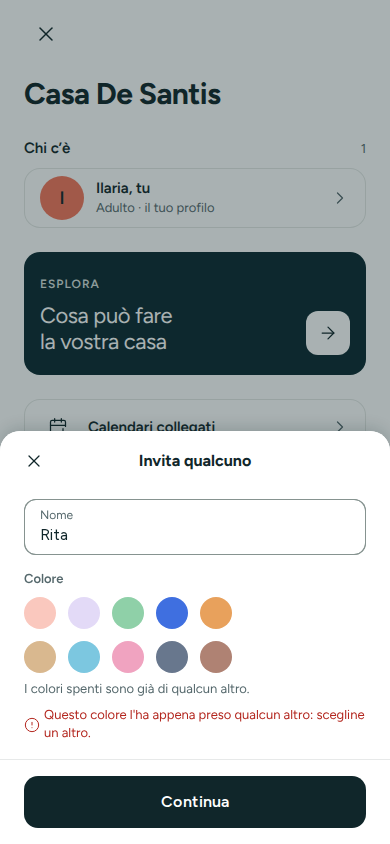 Casa De Santis
Chi c'è
1
I
Ilaria, tu
Adulto · il tuo profilo
ESPLORA
Cosa può fare
la vostra casa
Calendari collegati
Invita qualcuno
Nome
Rita
Colore
I colori spenti sono già di qualcun altro.
Questo colore l'ha appena preso qualcun altro: scegline
un altro.
Continua